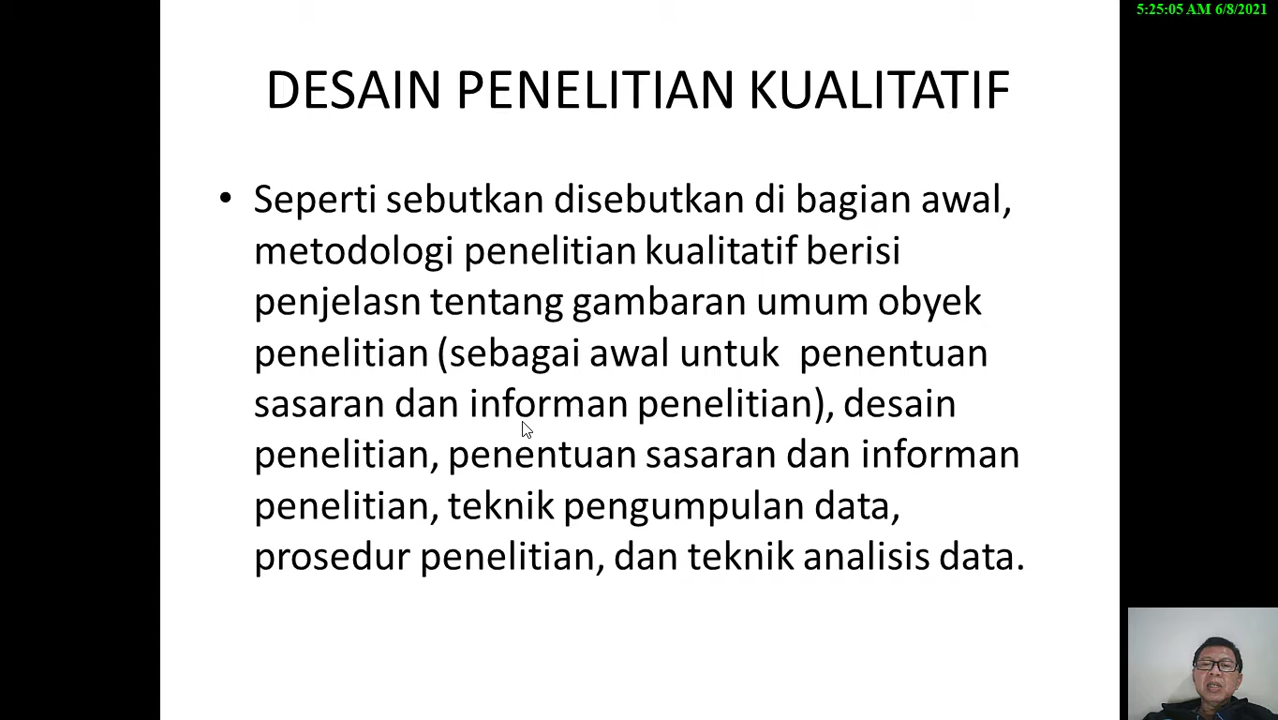 5:25:05 AM 6/8/2021
DESAIN PENELITIAN KUALITATIF
• Seperti sebutkan disebutkan di bagian awal,
metodologi penelitian kualitatif berisi
penjelasn tentang gambaran umum obyek
penelitian (sebagai awal untuk  penentuan
sasaran dan informan penelitian), desain
penelitian, penentuan sasaran dan informan
penelitian, teknik pengumpulan data,
prosedur penelitian, dan teknik analisis data.